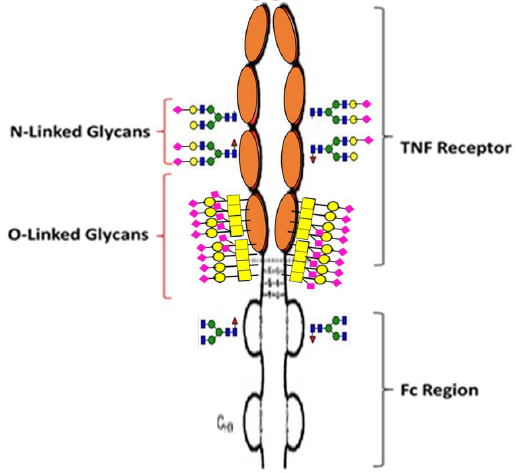 N-Linked Glycans
TNF Receptor
O-Linked Glycans
Fc Region